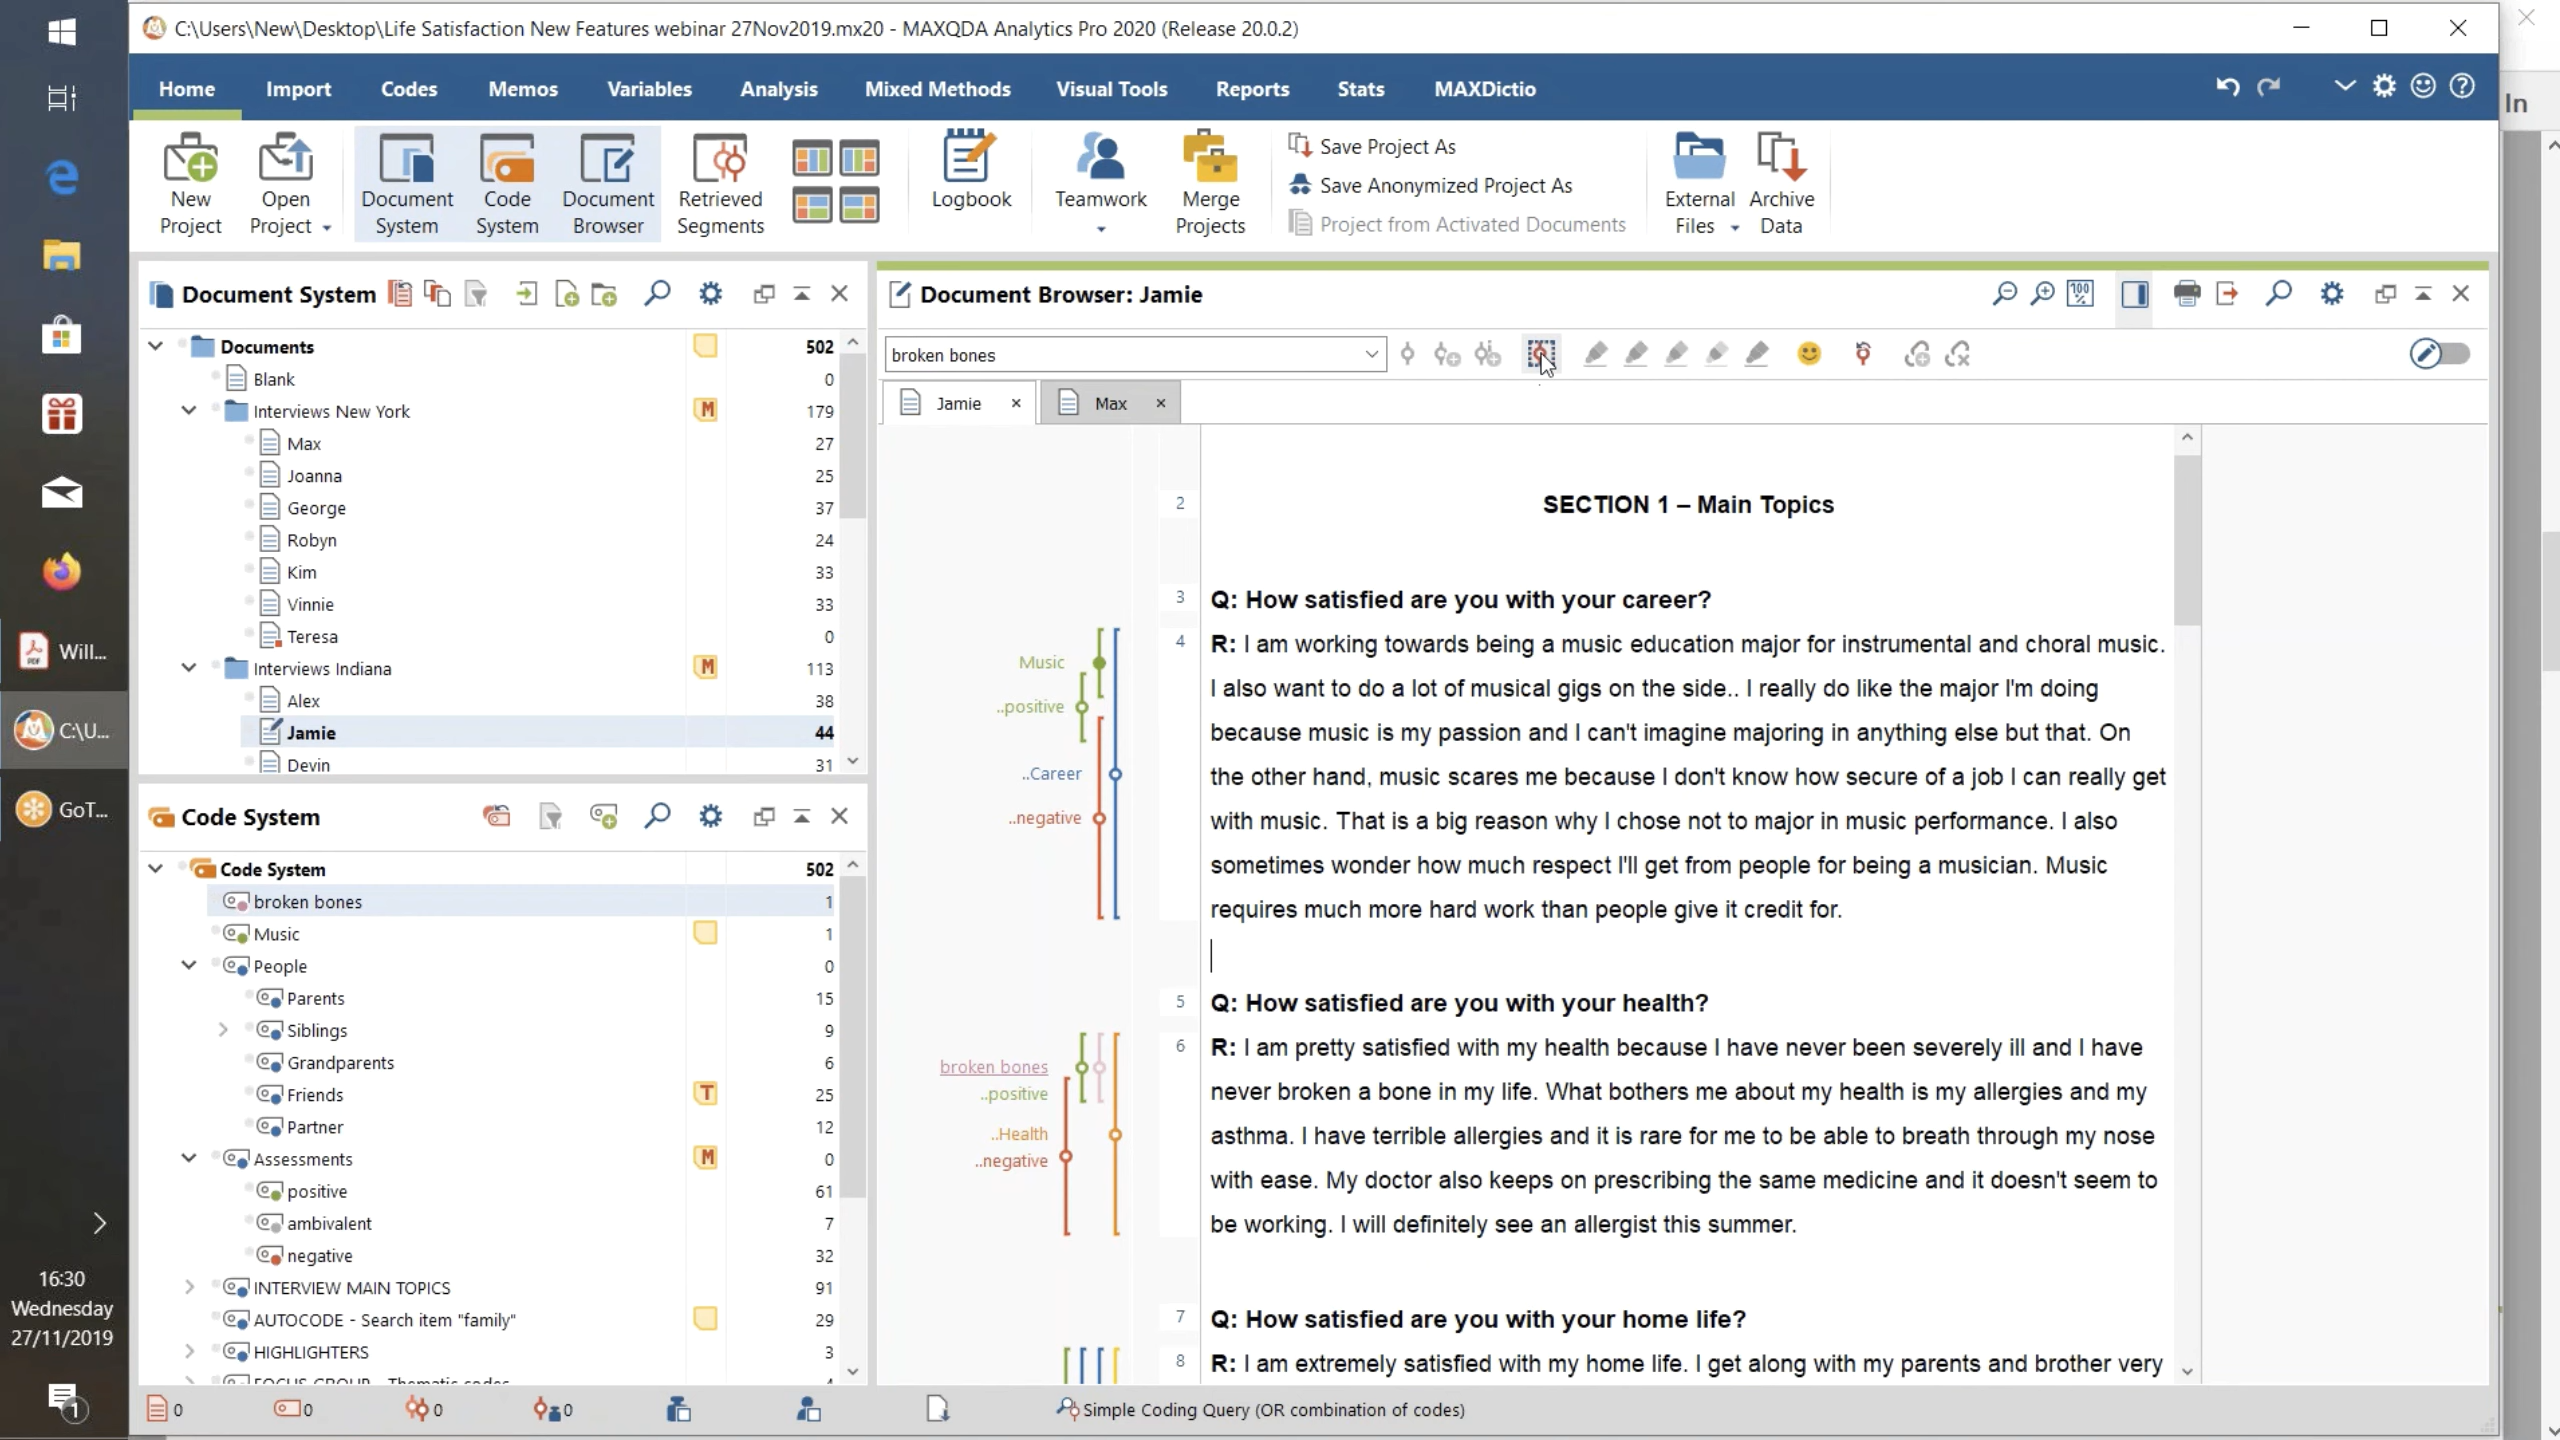 C:\Users\New\Desktop\Life Satisfaction New Features webinar 27Nov2019.mx20 - MAXQDA Analytics Pro 2020 (Release 20.0.2)
Home Import Codes Memos Variables Analysis Mixed Methods Visual Tools Reports Stats MAXDictio
In
New Project
Open Project
Document System
Code System
Document Browser
Retrieved Segments
Logbook
Teamwork
Merge Projects
Save Project As
Save Anonymized Project As
Project from Activated Documents
External Files
Archive Data
Document System
Documents 502
Blank 0
Interviews New York M 179
Max 27
Joanna 25
George 37
Robyn 24
Kim 33
Vinnie 33
Teresa 0
Interviews Indiana M 113
Alex 38
Jamie 44
Devin 31
Code System
Code System 502
broken bones 1
Music 1
People 0
Parents 15
Siblings 9
Grandparents 6
Friends T 25
Partner 12
Assessments M 0
positive 61
ambivalent 7
negative 32
INTERVIEW MAIN TOPICS 91
AUTOCODE - Search item "family" 29
HIGHLIGHTERS 3
FOCUS GROUP - Thematic codes 4
Document Browser: Jamie
100 %
broken bones
Jamie × Max ×
2 SECTION 1 – Main Topics
3 Q: How satisfied are you with your career?
4 R: I am working towards being a music education major for instrumental and choral music.
I also want to do a lot of musical gigs on the side.. I really do like the major I'm doing
because music is my passion and I can't imagine majoring in anything else but that. On
the other hand, music scares me because I don't know how secure of a job I can really get
with music. That is a big reason why I chose not to major in music performance. I also
sometimes wonder how much respect I'll get from people for being a musician. Music
requires much more hard work than people give it credit for.
Music
..positive
..Career
..negative
5 Q: How satisfied are you with your health?
6 R: I am pretty satisfied with my health because I have never been severely ill and I have
never broken a bone in my life. What bothers me about my health is my allergies and my
asthma. I have terrible allergies and it is rare for me to be able to breath through my nose
with ease. My doctor also keeps on prescribing the same medicine and it doesn't seem to
be working. I will definitely see an allergist this summer.
broken bones
..positive
..Health
..negative
7 Q: How satisfied are you with your home life?
8 R: I am extremely satisfied with my home life. I get along with my parents and brother very
0 0 0 0
Simple Coding Query (OR combination of codes)
Will...
C:\U...
GoT...
16:30
Wednesday
27/11/2019
1